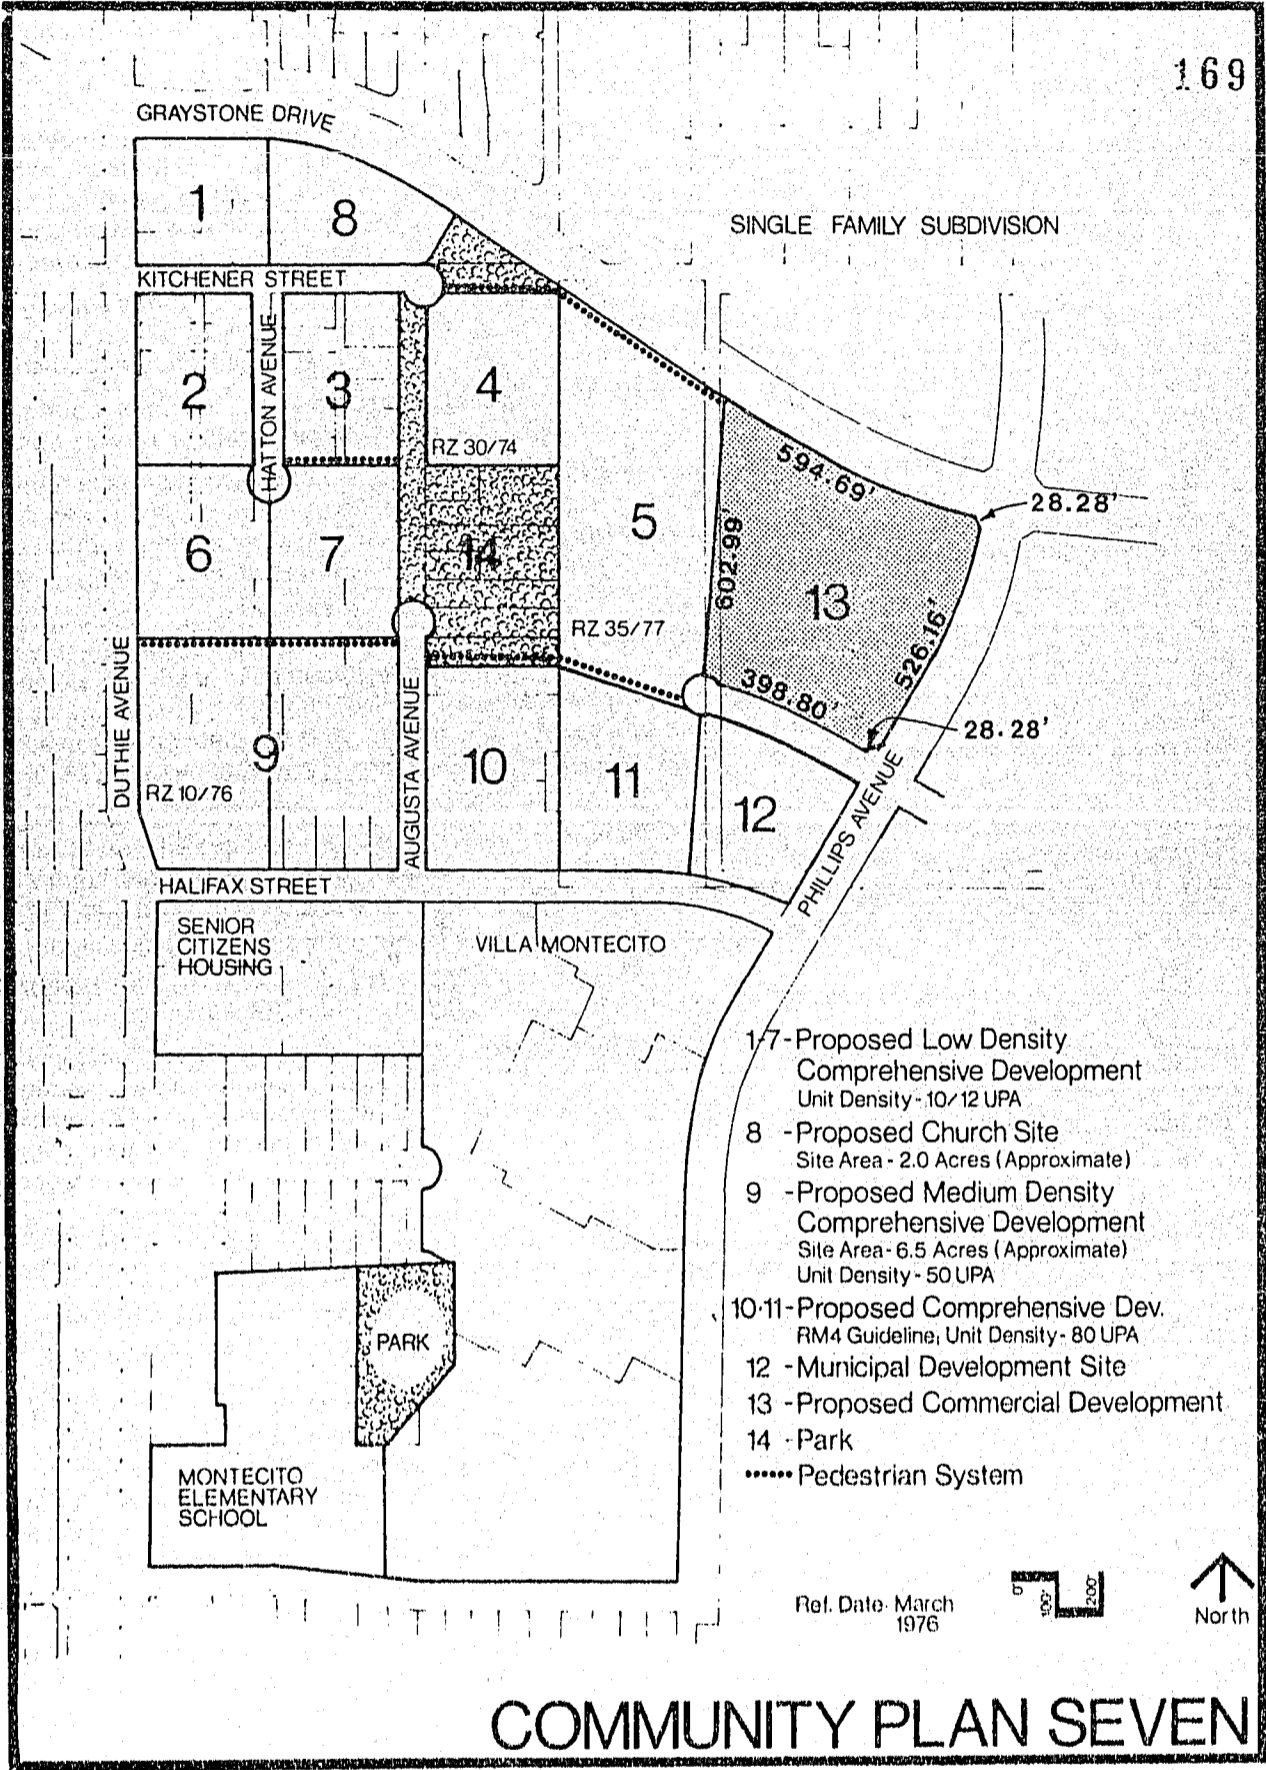 169
GRAYSTONE DRIVE
1
8
SINGLE FAMILY SUBDIVISION
KITCHENER STREET
2
HATTON AVENUE
3
4
RZ 30/74
594.69'
28.28'
5
602.99
13
6
7
14
RZ 35/77
526.16'
398.80'
28.28'
DUTHIE AVENUE
9
RZ 10/76
AUGUSTA AVENUE
10
11
12
PHILLIPS AVENUE
HALIFAX STREET
SENIOR
CITIZENS
HOUSING
VILLA MONTECITO
1-7-Proposed Low Density
Comprehensive Development
Unit Density - 10/12 UPA
8 -Proposed Church Site
Site Area - 2.0 Acres (Approximate)
9 -Proposed Medium Density
Comprehensive Development
Site Area - 6.5 Acres (Approximate)
Unit Density - 50 UPA
10·11-Proposed Comprehensive Dev.
RM4 Guideline, Unit Density - 80 UPA
12 -Municipal Development Site
13 -Proposed Commercial Development
14 -Park
•••••• Pedestrian System
PARK
MONTECITO
ELEMENTARY
SCHOOL
Ref. Date· March
1976
0'
100'
200'
North
COMMUNITY PLAN SEVEN